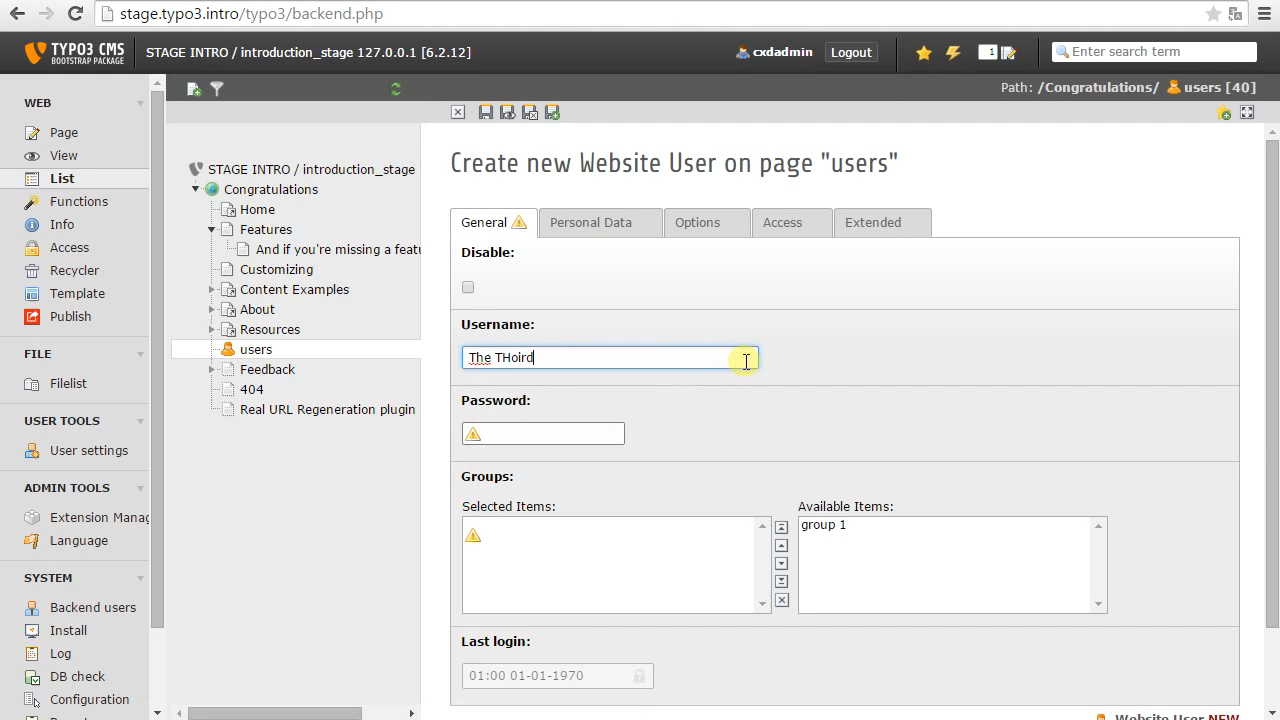 stage.typo3.intro/typo3/backend.php
TYPO3 CMS
BOOTSTRAP PACKAGE
STAGE INTRO / introduction_stage 127.0.0.1 [6.2.12]
cxdadmin
Logout
1
Enter search term
Path: /Congratulations/ users [40]
WEB
Page
View
List
Functions
Info
Access
Recycler
Template
Publish
FILE
Filelist
USER TOOLS
User settings
ADMIN TOOLS
Extension Manag
Language
SYSTEM
Backend users
Install
Log
DB check
Configuration
STAGE INTRO / introduction_stage
Congratulations
Home
Features
And if you're missing a featu
Customizing
Content Examples
About
Resources
users
Feedback
404
Real URL Regeneration plugin
Create new Website User on page "users"
General
Personal Data
Options
Access
Extended
Disable:
Username:
The THoird
Password:
Groups:
Selected Items:
Available Items:
group 1
Last login:
01:00 01-01-1970
Website User NEW